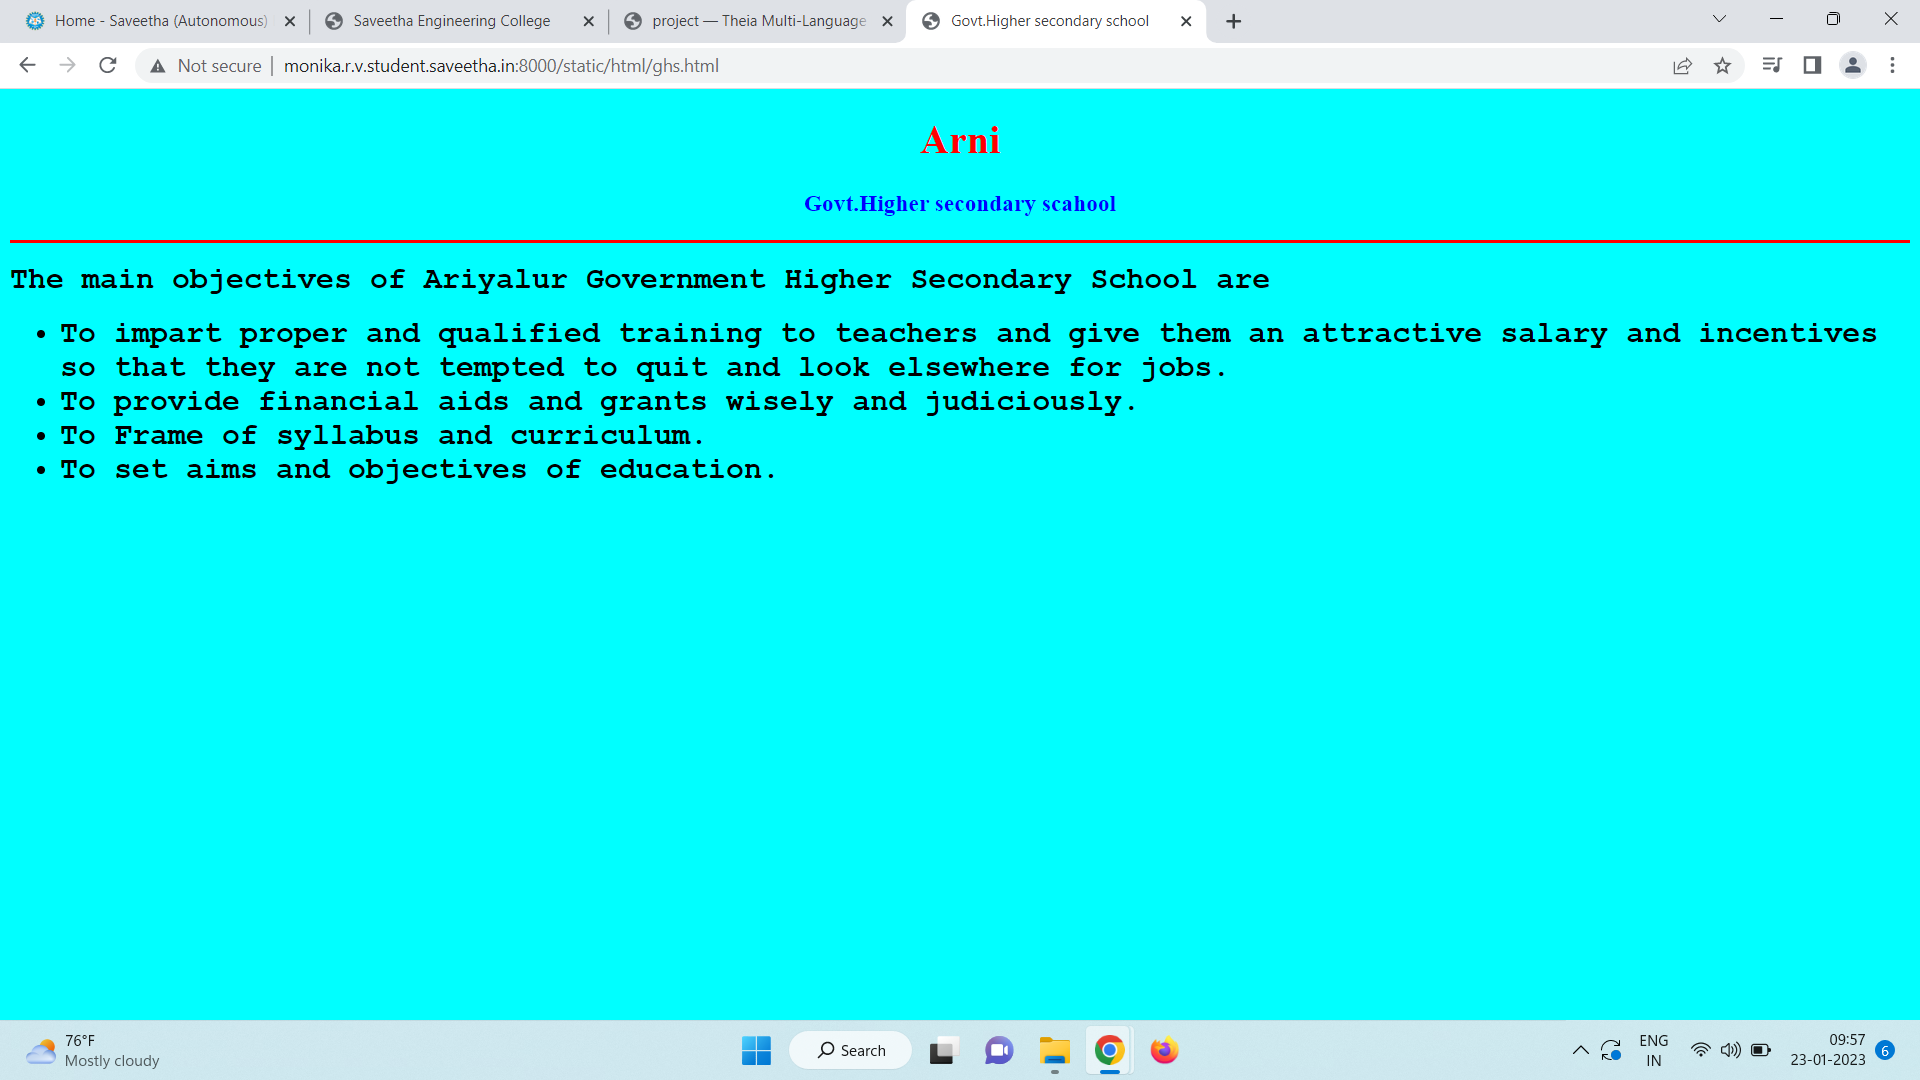 Home - Saveetha (Autonomous)
Saveetha Engineering College
project — Theia Multi-Language
Govt.Higher secondary school
Not secure
monika.r.v.student.saveetha.in:8000/static/html/ghs.html
Arni
Govt.Higher secondary scahool
The main objectives of Ariyalur Government Higher Secondary School are
• To impart proper and qualified training to teachers and give them an attractive salary and incentives
so that they are not tempted to quit and look elsewhere for jobs.
• To provide financial aids and grants wisely and judiciously.
• To Frame of syllabus and curriculum.
• To set aims and objectives of education.
76°F
Mostly cloudy
Search
ENG
IN
09:57
23-01-2023
6